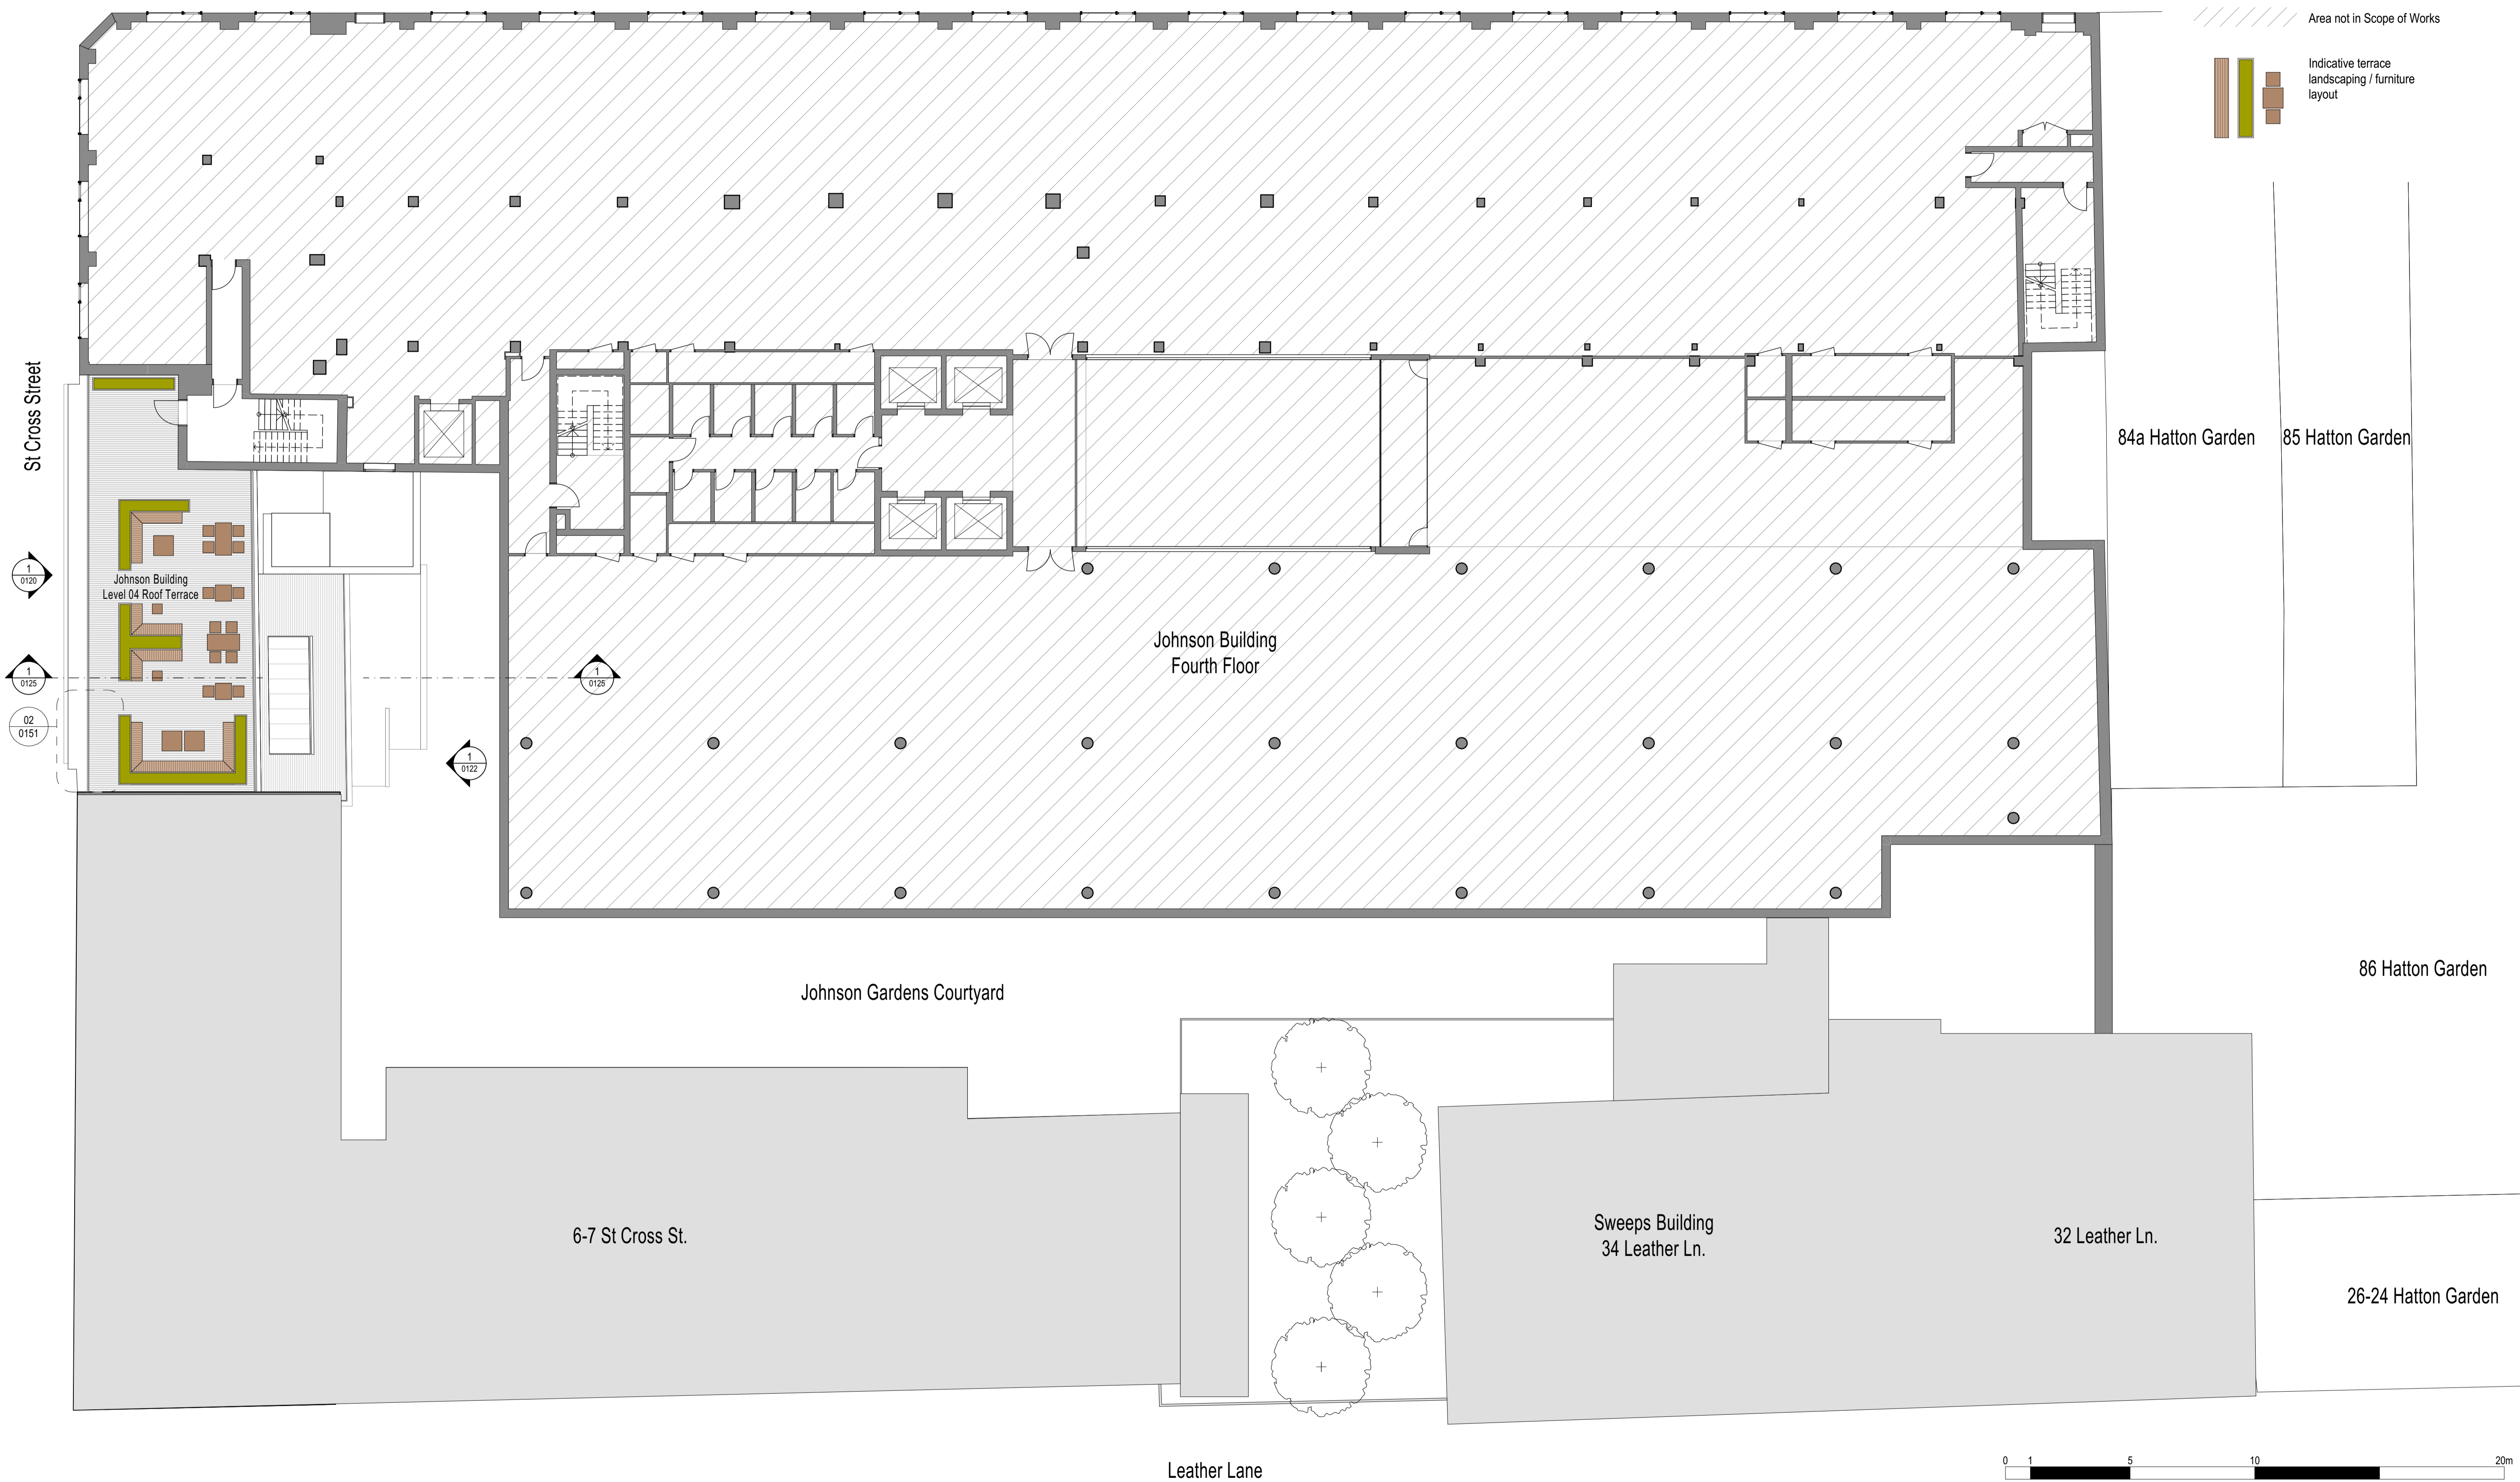 Area not in Scope of Works
Indicative terrace
landscaping / furniture
layout
St Cross Street
84a Hatton Garden
85 Hatton Garden
1
0120
Johnson Building
Level 04 Roof Terrace
Johnson Building
Fourth Floor
1
0125
1
0125
02
0151
1
0122
86 Hatton Garden
Johnson Gardens Courtyard
6-7 St Cross St.
Sweeps Building
34 Leather Ln.
32 Leather Ln.
26-24 Hatton Garden
Leather Lane
0 1 5 10 20m